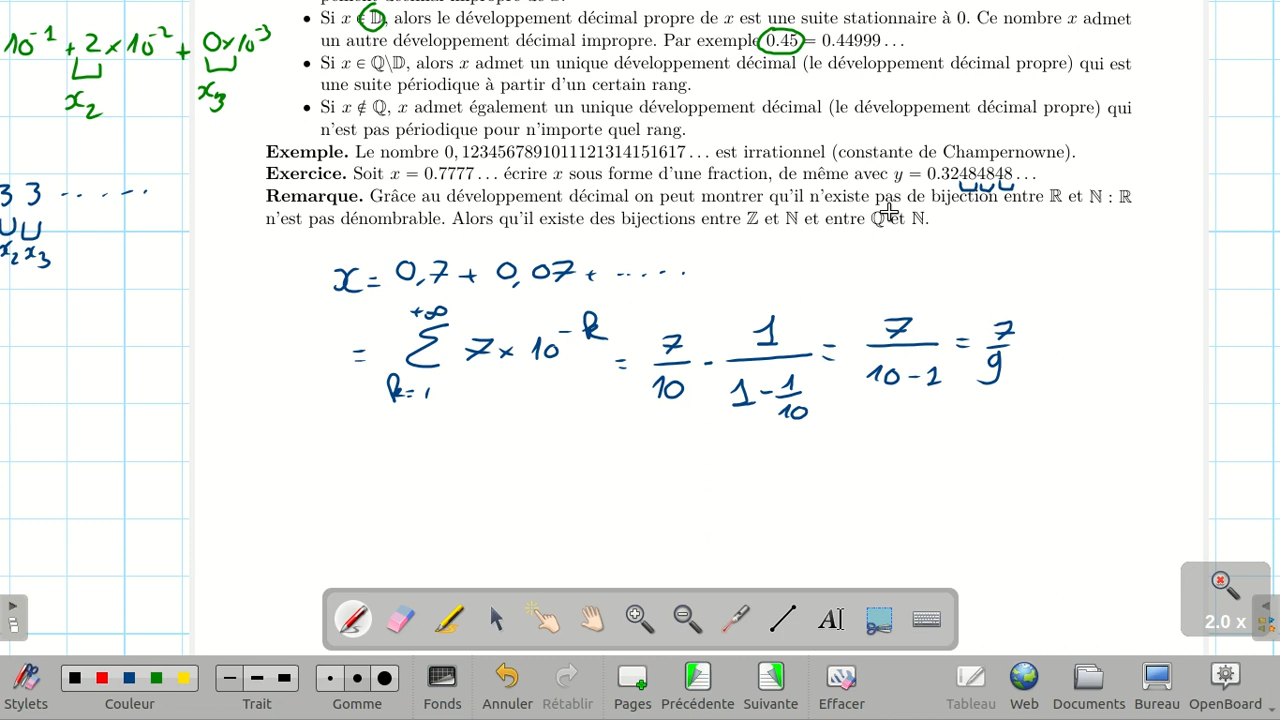 • Si x ∈ 𝔻, alors le développement décimal propre de x est une suite stationnaire à 0. Ce nombre x admet
un autre développement décimal impropre. Par exemple 0.45 = 0.44999...
• Si x ∈ ℚ\𝔻, alors x admet un unique développement décimal (le développement décimal propre) qui est
une suite périodique à partir d'un certain rang.
• Si x ∉ ℚ, x admet également un unique développement décimal (le développement décimal propre) qui
n'est pas périodique pour n'importe quel rang.
Exemple. Le nombre 0, 1234567891011121314151617... est irrationnel (constante de Champernowne).
Exercice. Soit x = 0.7777... écrire x sous forme d'une fraction, de même avec y = 0.32484848...
Remarque. Grâce au développement décimal on peut montrer qu'il n'existe pas de bijection entre ℝ et ℕ : ℝ
n'est pas dénombrable. Alors qu'il existe des bijections entre ℤ et ℕ et entre ℚ et ℕ.
10⁻¹ + 2 × 10⁻² + 0 × 10⁻³
x₂ x₃
3 3 ......
x₂ x₃
x = 0,7 + 0,07 + ......
= Σ_{k=1}^{+∞} 7 × 10^{-k} = 7/10 · 1/(1 - 1/10) = 7/(10 - 1) = 7/9
2.0 x
Stylets Couleur Trait Gomme Fonds Annuler Rétablir Pages Précédente Suivante Effacer Tableau Web Documents Bureau OpenBoard